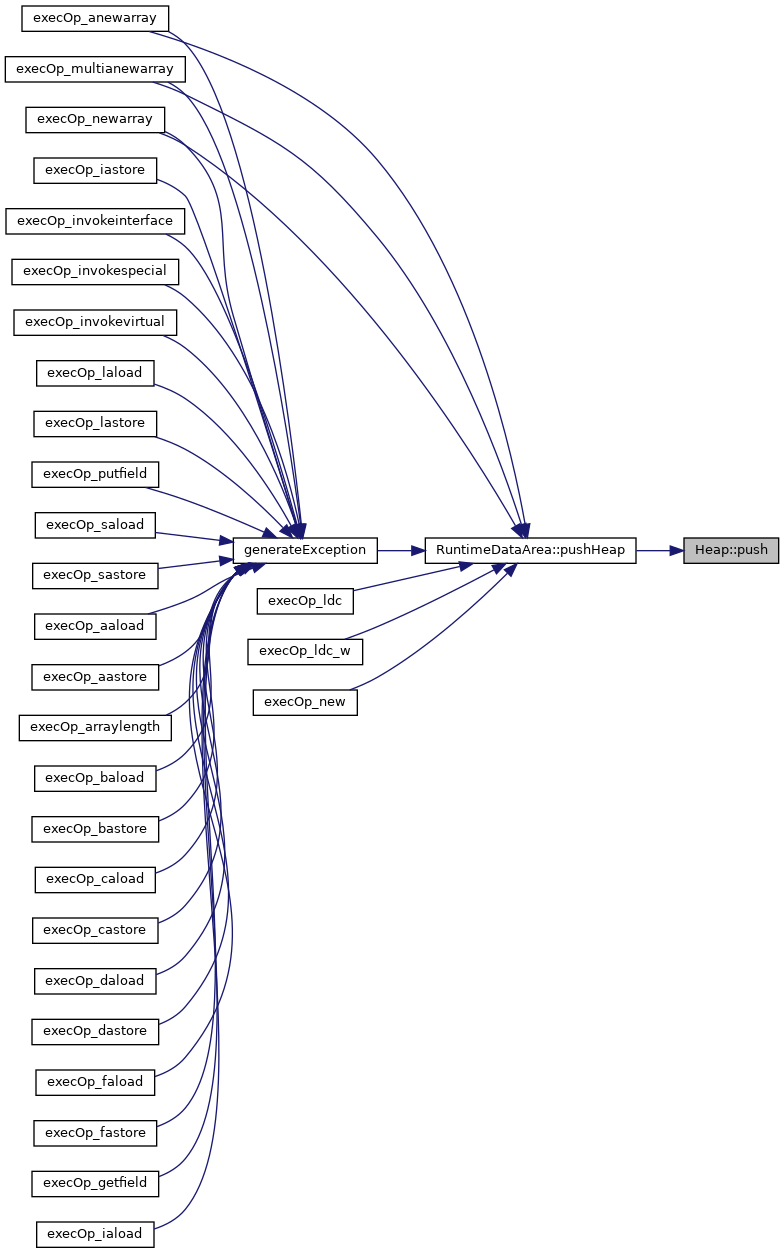 execOp_anewarray
execOp_multianewarray
execOp_newarray
execOp_iastore
execOp_invokeinterface
execOp_invokespecial
execOp_invokevirtual
execOp_laload
execOp_lastore
execOp_putfield
execOp_saload
execOp_sastore
execOp_aaload
execOp_aastore
execOp_arraylength
execOp_baload
execOp_bastore
execOp_caload
execOp_castore
execOp_daload
execOp_dastore
execOp_faload
execOp_fastore
execOp_getfield
execOp_iaload
generateException
execOp_ldc
execOp_ldc_w
execOp_new
RuntimeDataArea::pushHeap
Heap::push